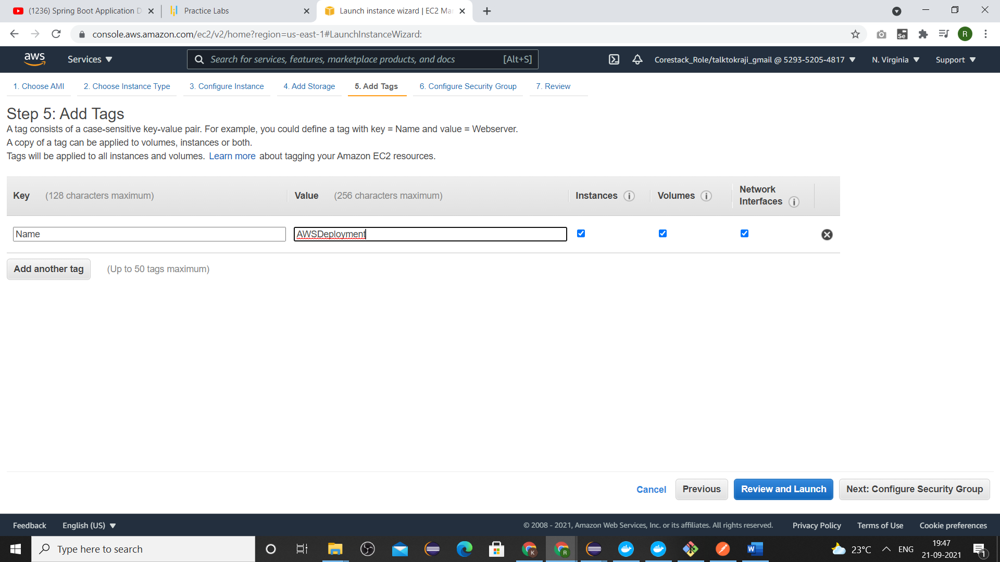 (1236) Spring Boot Application D
Practice Labs
Launch instance wizard | EC2 Ma
console.aws.amazon.com/ec2/v2/home?region=us-east-1#LaunchInstanceWizard:
Se
R
aws
Services
Search for services, features, marketplace products, and docs
[Alt+S]
Corestack_Role/talktokraji_gmail @ 5293-5205-4817
N. Virginia
Support
1. Choose AMI
2. Choose Instance Type
3. Configure Instance
4. Add Storage
5. Add Tags
6. Configure Security Group
7. Review
Step 5: Add Tags
A tag consists of a case-sensitive key-value pair. For example, you could define a tag with key = Name and value = Webserver.
A copy of a tag can be applied to volumes, instances or both.
Tags will be applied to all instances and volumes. Learn more about tagging your Amazon EC2 resources.
Key (128 characters maximum)
Value (256 characters maximum)
Instances
Volumes
Network
Interfaces
Name
AWSDeployment
Add another tag
(Up to 50 tags maximum)
Cancel
Previous
Review and Launch
Next: Configure Security Group
Feedback
English (US)
© 2008 - 2021, Amazon Web Services, Inc. or its affiliates. All rights reserved.
Privacy Policy
Terms of Use
Cookie preferences
Type here to search
K
R
W
23°C
ENG
19:47
21-09-2021
1